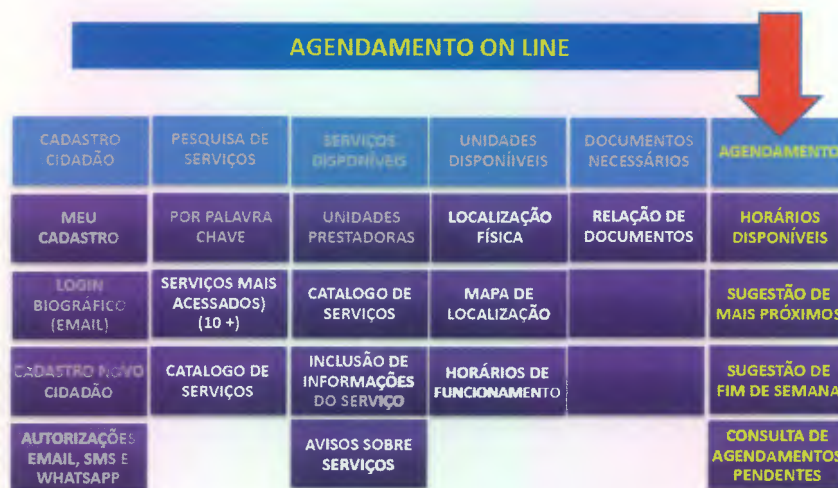 AGENDAMENTO ON LINE
CADASTRO
CIDADÃO
PESQUISA DE
SERVIÇOS
SERVIÇOS
DISPONÍVEIS
UNIDADES
DISPONÍIVEIS
DOCUMENTOS
NECESSÁRIOS
AGENDAMENTO
MEU
CADASTRO
POR PALAVRA
CHAVE
UNIDADES
PRESTADORAS
LOCALIZAÇÃO
FÍSICA
RELAÇÃO DE
DOCUMENTOS
HORÁRIOS
DISPONÍVEIS
LOGIN
BIOGRÁFICO
(EMAIL)
SERVIÇOS MAIS
ACESSADOS)
(10 +)
CATALOGO DE
SERVIÇOS
MAPA DE
LOCALIZAÇÃO
SUGESTÃO DE
MAIS PRÓXIMOS
CADASTRO NOVO
CIDADÃO
CATALOGO DE
SERVIÇOS
INCLUSÃO DE
INFORMAÇÕES
DO SERVIÇO
HORÁRIOS DE
FUNCIONAMENTO
SUGESTÃO DE
FIM DE SEMANA
AUTORIZAÇÕES
EMAIL, SMS E
WHATSAPP
AVISOS SOBRE
SERVIÇOS
CONSULTA DE
AGENDAMENTOS
PENDENTES